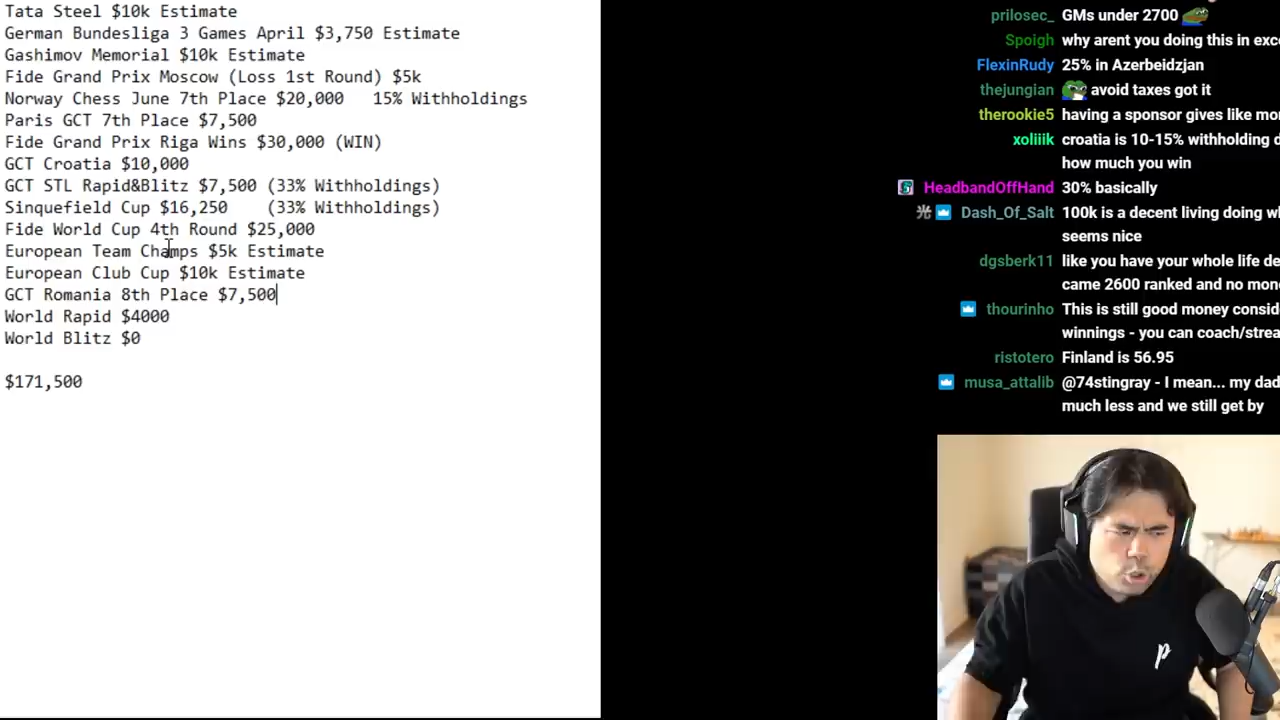 Tata Steel $10k Estimate
German Bundesliga 3 Games April $3,750 Estimate
Gashimov Memorial $10k Estimate
Fide Grand Prix Moscow (Loss 1st Round) $5k
Norway Chess June 7th Place $20,000 15% Withholdings
Paris GCT 7th Place $7,500
Fide Grand Prix Riga Wins $30,000 (WIN)
GCT Croatia $10,000
GCT STL Rapid&Blitz $7,500 (33% Withholdings)
Sinquefield Cup $16,250 (33% Withholdings)
Fide World Cup 4th Round $25,000
European Team Champs $5k Estimate
European Club Cup $10k Estimate
GCT Romania 8th Place $7,500
World Rapid $4000
World Blitz $0
$171,500
prilosec_ GMs under 2700
Spoigh why arent you doing this in exc
FlexinRudy 25% in Azerbeidzjan
thejungian avoid taxes got it
therookie5 having a sponsor gives like mo
xoliiik croatia is 10-15% withholding d
how much you win
HeadbandOffHand 30% basically
光 Dash_Of_Salt 100k is a decent living doing w
seems nice
dgsberk11 like you have your whole life de
came 2600 ranked and no mon
thourinho This is still good money consid
winnings - you can coach/strea
ristotero Finland is 56.95
musa_attalib @74stingray - I mean... my dad
much less and we still get by